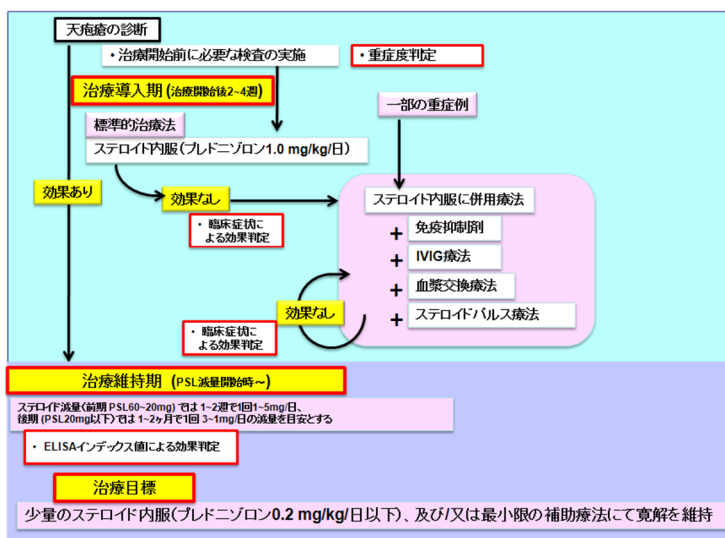 天疱瘡の診断
・治療開始前に必要な検査の実施
・重症度判定
治療導入期 (治療開始後2~4週)
一部の重症例
標準的治療法
ステロイド内服(プレドニゾロン1.0 mg/kg/日)
効果あり
効果なし
ステロイド内服に併用療法
・ 臨床症状に
よる効果判定
+ 免疫抑制剤
+ IVIG療法
+ 血漿交換療法
+ ステロイドパルス療法
効果なし
・ 臨床症状に
よる効果判定
治療維持期 (PSL減量開始時~)
ステロイド減量(前期 PSL60~20mg) では 1~2週で1回1~5mg/日、
後期 (PSL20mg以下)では 1~2ヶ月で1回 3~1mg/日の減量を目安とする
・ ELISAインデックス値による効果判定
治療目標
少量のステロイド内服(プレドニゾロン0.2 mg/kg/日以下)、及び/又は最小限の補助療法にて寛解を維持